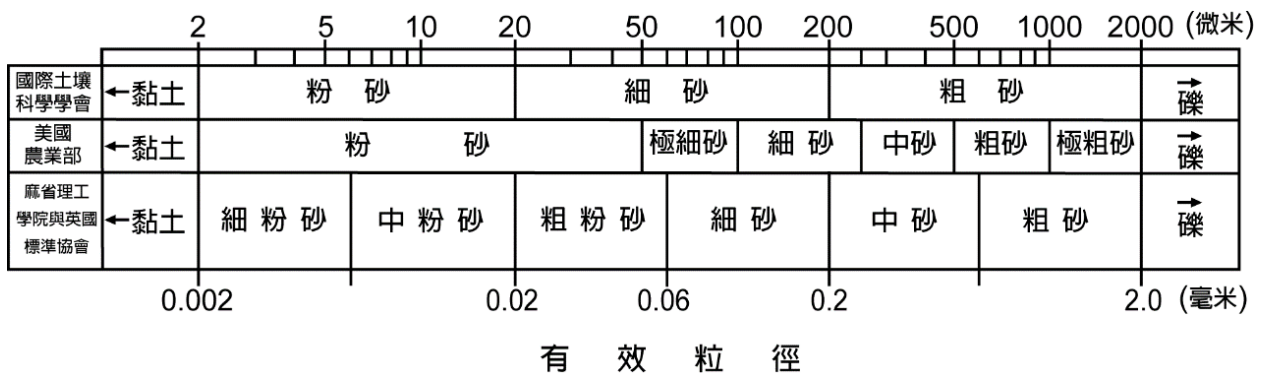 2 5 10 20 50 100 200 500 1000 2000 (微米)
國際土壤
科學學會
←黏土 粉 砂 細 砂 粗 砂 → 礫
美國
農業部
←黏土 粉 砂 極細砂 細 砂 中砂 粗砂 極粗砂 → 礫
麻省理工
學院與英國
標準協會
←黏土 細 粉 砂 中 粉 砂 粗 粉 砂 細 砂 中 砂 粗 砂 → 礫
0.002 0.02 0.06 0.2 2.0 (毫米)
有 效 粒 徑